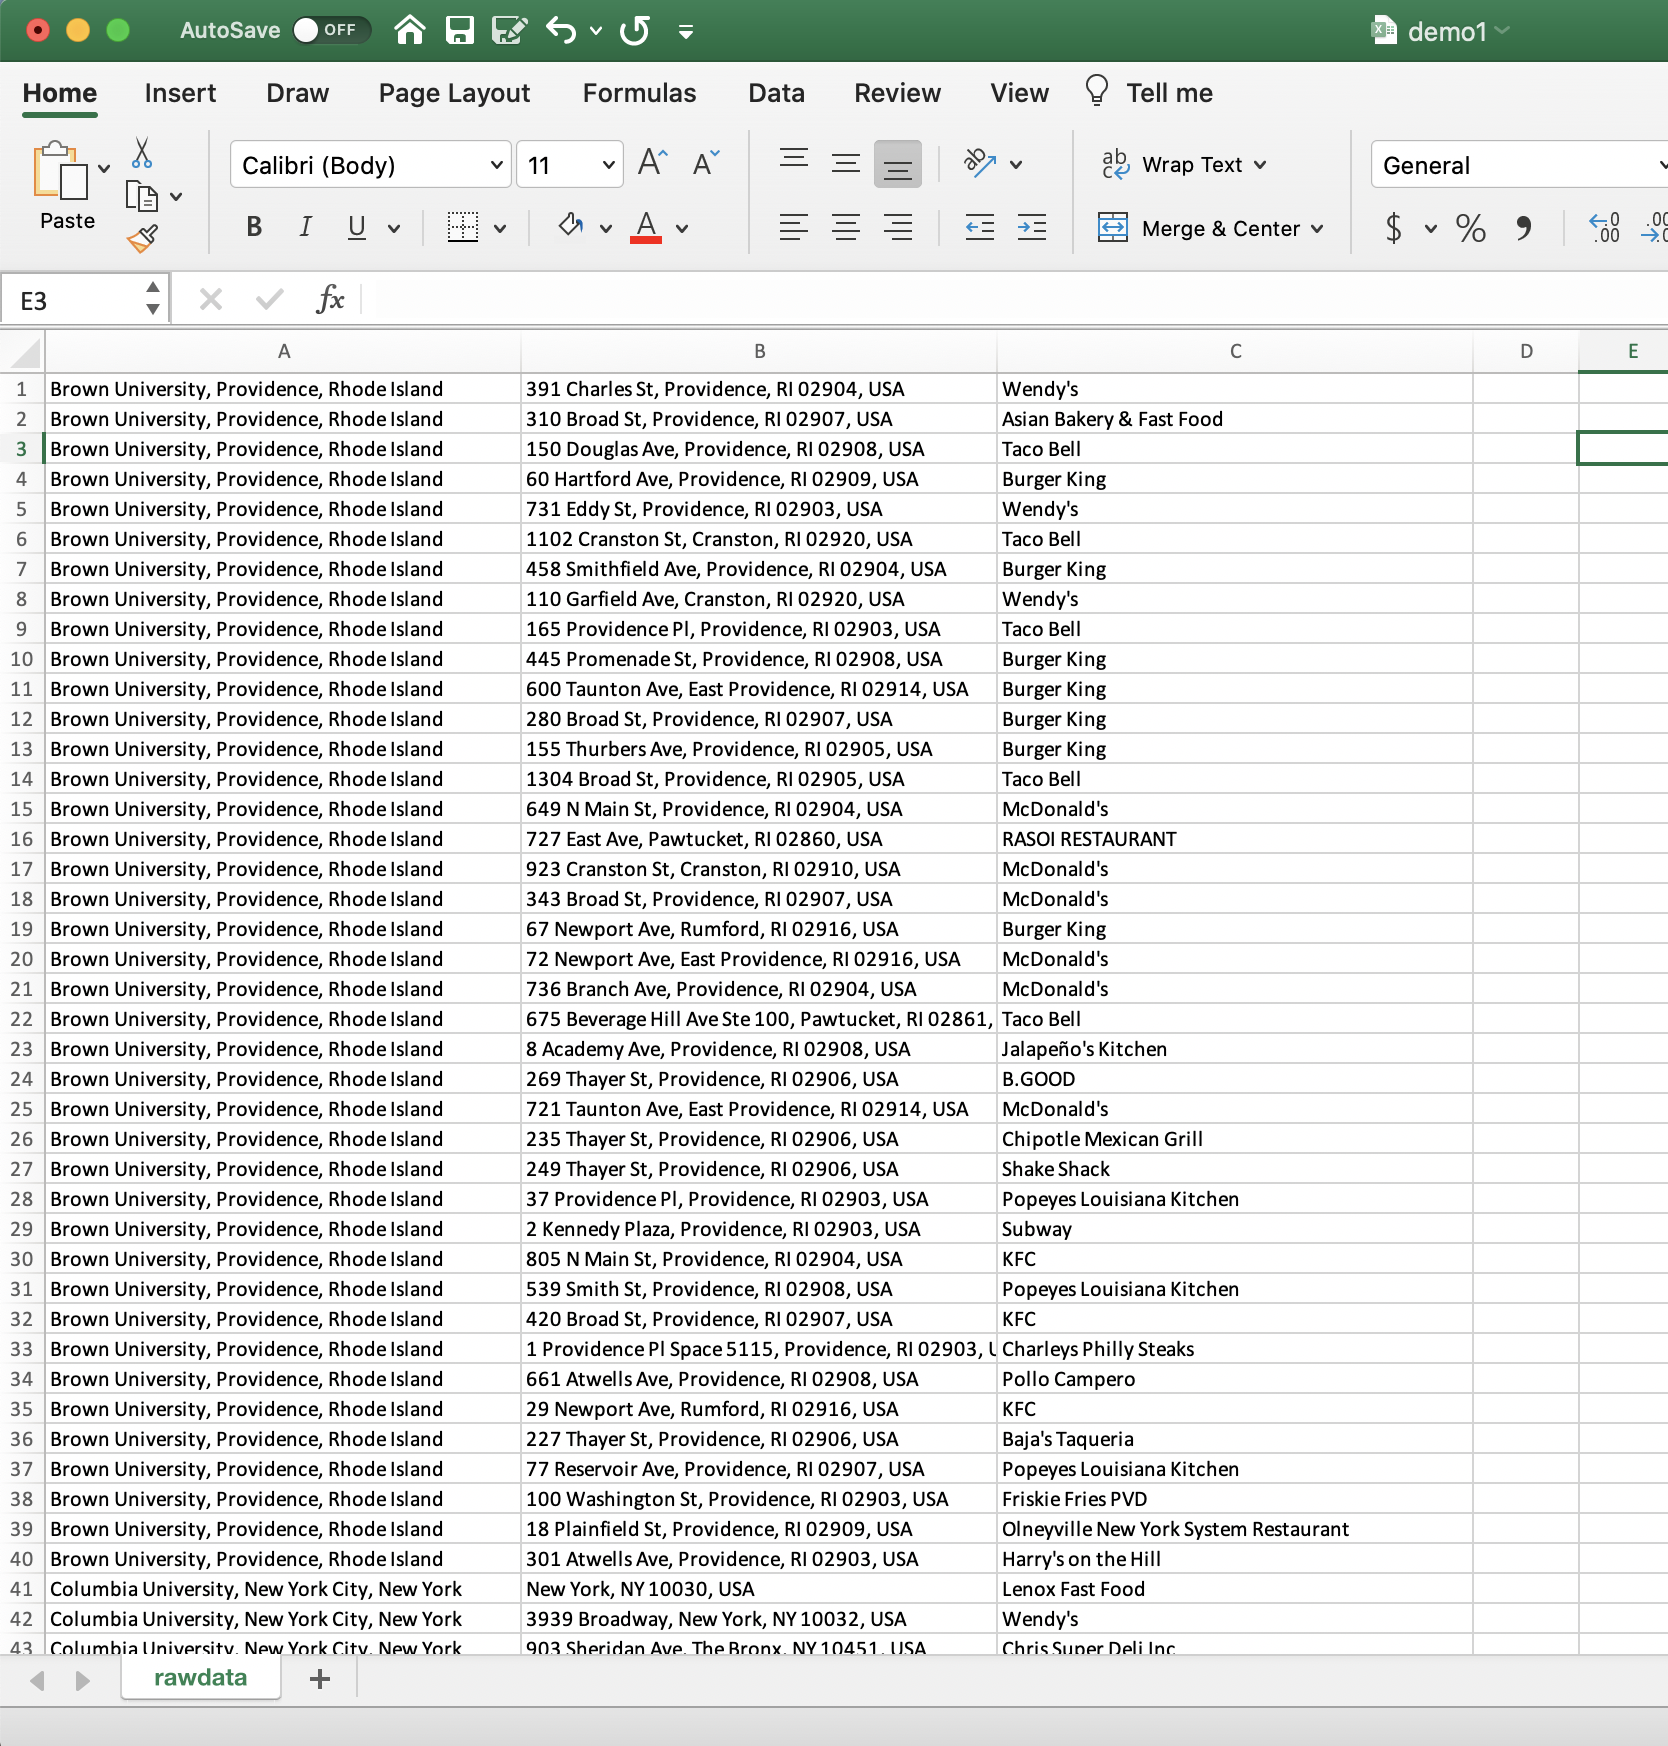 AutoSave OFF demo1
Home Insert Draw Page Layout Formulas Data Review View Tell me
Calibri (Body) 11 A A ab Wrap Text General
Paste B I U A Merge & Center $ % 0 .00 .00
E3 fx
A B C D E
1 Brown University, Providence, Rhode Island 391 Charles St, Providence, RI 02904, USA Wendy's
2 Brown University, Providence, Rhode Island 310 Broad St, Providence, RI 02907, USA Asian Bakery & Fast Food
3 Brown University, Providence, Rhode Island 150 Douglas Ave, Providence, RI 02908, USA Taco Bell
4 Brown University, Providence, Rhode Island 60 Hartford Ave, Providence, RI 02909, USA Burger King
5 Brown University, Providence, Rhode Island 731 Eddy St, Providence, RI 02903, USA Wendy's
6 Brown University, Providence, Rhode Island 1102 Cranston St, Cranston, RI 02920, USA Taco Bell
7 Brown University, Providence, Rhode Island 458 Smithfield Ave, Providence, RI 02904, USA Burger King
8 Brown University, Providence, Rhode Island 110 Garfield Ave, Cranston, RI 02920, USA Wendy's
9 Brown University, Providence, Rhode Island 165 Providence Pl, Providence, RI 02903, USA Taco Bell
10 Brown University, Providence, Rhode Island 445 Promenade St, Providence, RI 02908, USA Burger King
11 Brown University, Providence, Rhode Island 600 Taunton Ave, East Providence, RI 02914, USA Burger King
12 Brown University, Providence, Rhode Island 280 Broad St, Providence, RI 02907, USA Burger King
13 Brown University, Providence, Rhode Island 155 Thurbers Ave, Providence, RI 02905, USA Burger King
14 Brown University, Providence, Rhode Island 1304 Broad St, Providence, RI 02905, USA Taco Bell
15 Brown University, Providence, Rhode Island 649 N Main St, Providence, RI 02904, USA McDonald's
16 Brown University, Providence, Rhode Island 727 East Ave, Pawtucket, RI 02860, USA RASOI RESTAURANT
17 Brown University, Providence, Rhode Island 923 Cranston St, Cranston, RI 02910, USA McDonald's
18 Brown University, Providence, Rhode Island 343 Broad St, Providence, RI 02907, USA McDonald's
19 Brown University, Providence, Rhode Island 67 Newport Ave, Rumford, RI 02916, USA Burger King
20 Brown University, Providence, Rhode Island 72 Newport Ave, East Providence, RI 02916, USA McDonald's
21 Brown University, Providence, Rhode Island 736 Branch Ave, Providence, RI 02904, USA McDonald's
22 Brown University, Providence, Rhode Island 675 Beverage Hill Ave Ste 100, Pawtucket, RI 02861, Taco Bell
23 Brown University, Providence, Rhode Island 8 Academy Ave, Providence, RI 02908, USA Jalapeño's Kitchen
24 Brown University, Providence, Rhode Island 269 Thayer St, Providence, RI 02906, USA B.GOOD
25 Brown University, Providence, Rhode Island 721 Taunton Ave, East Providence, RI 02914, USA McDonald's
26 Brown University, Providence, Rhode Island 235 Thayer St, Providence, RI 02906, USA Chipotle Mexican Grill
27 Brown University, Providence, Rhode Island 249 Thayer St, Providence, RI 02906, USA Shake Shack
28 Brown University, Providence, Rhode Island 37 Providence Pl, Providence, RI 02903, USA Popeyes Louisiana Kitchen
29 Brown University, Providence, Rhode Island 2 Kennedy Plaza, Providence, RI 02903, USA Subway
30 Brown University, Providence, Rhode Island 805 N Main St, Providence, RI 02904, USA KFC
31 Brown University, Providence, Rhode Island 539 Smith St, Providence, RI 02908, USA Popeyes Louisiana Kitchen
32 Brown University, Providence, Rhode Island 420 Broad St, Providence, RI 02907, USA KFC
33 Brown University, Providence, Rhode Island 1 Providence Pl Space 5115, Providence, RI 02903, Charleys Philly Steaks
34 Brown University, Providence, Rhode Island 661 Atwells Ave, Providence, RI 02908, USA Pollo Campero
35 Brown University, Providence, Rhode Island 29 Newport Ave, Rumford, RI 02916, USA KFC
36 Brown University, Providence, Rhode Island 227 Thayer St, Providence, RI 02906, USA Baja's Taqueria
37 Brown University, Providence, Rhode Island 77 Reservoir Ave, Providence, RI 02907, USA Popeyes Louisiana Kitchen
38 Brown University, Providence, Rhode Island 100 Washington St, Providence, RI 02903, USA Friskie Fries PVD
39 Brown University, Providence, Rhode Island 18 Plainfield St, Providence, RI 02909, USA Olneyville New York System Restaurant
40 Brown University, Providence, Rhode Island 301 Atwells Ave, Providence, RI 02903, USA Harry's on the Hill
41 Columbia University, New York City, New York New York, NY 10030, USA Lenox Fast Food
42 Columbia University, New York City, New York 3939 Broadway, New York, NY 10032, USA Wendy's
43 Columbia University, New York City, New York 903 Sheridan Ave, The Bronx, NY 10451, USA Chris Super Deli Inc
rawdata +